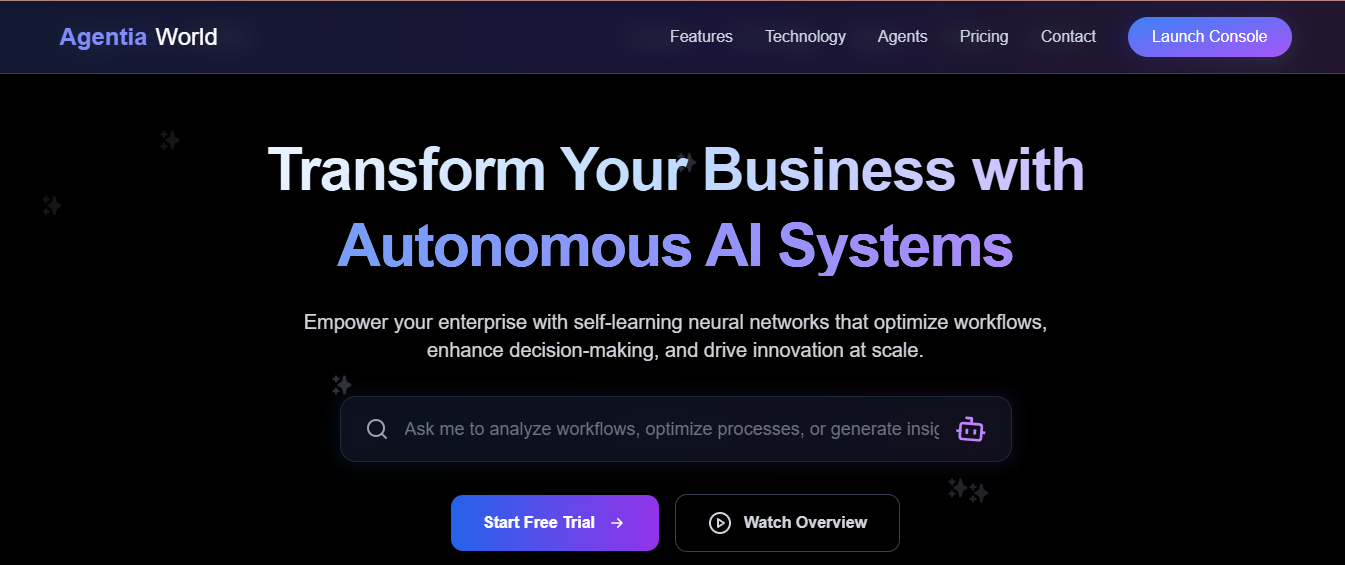 Agentia World
Features
Technology
Agents
Pricing
Contact
Launch Console
Transform Your Business with
Autonomous AI Systems
Empower your enterprise with self-learning neural networks that optimize workflows,
enhance decision-making, and drive innovation at scale.
Ask me to analyze workflows, optimize processes, or generate insig
Start Free Trial →
Watch Overview